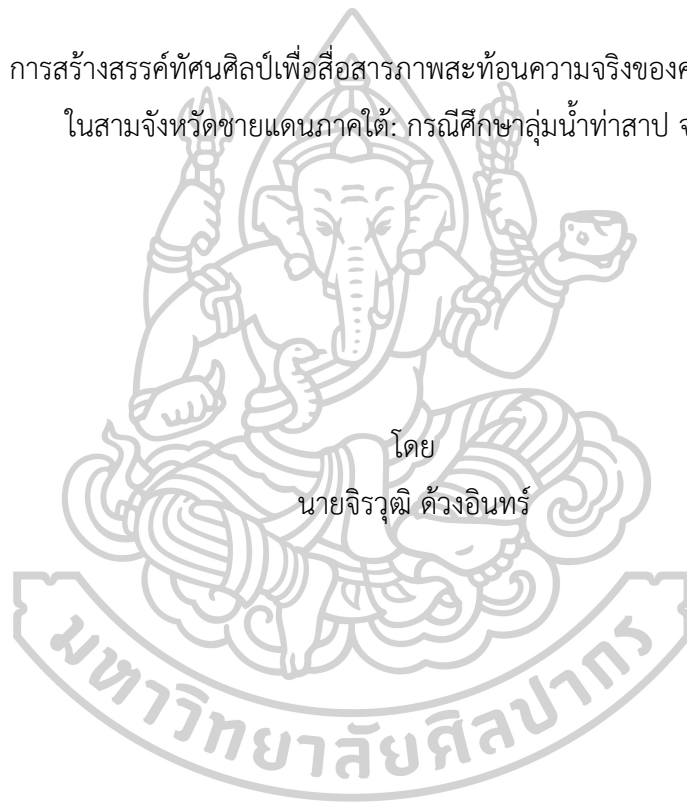 การสร้างสรรค์ทัศนศิลป์เพื่อสื่อสารภาพสะท้อนความจริงของ
ในสามจังหวัดชายแดนภาคใต้: กรณีศึกษาลุ่มน้ำท่าสาป
โดย
นายจิรวุฒิ ด้วงอินทร์
มหาวิทยาลัยศิลปากร